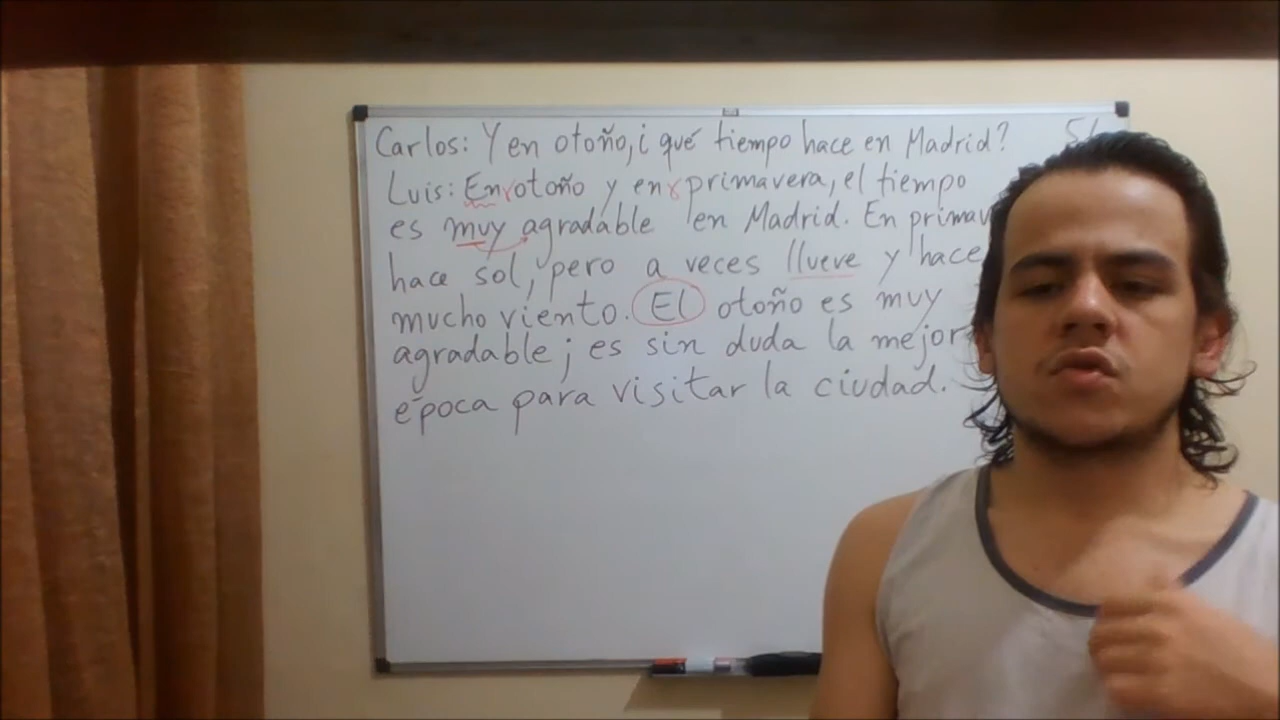 Carlos: Y en otoño, ¿qué tiempo hace en Madrid?
Luis: En otoño y en primavera, el tiempo
es muy agradable en Madrid. En primav
hace sol, pero a veces llueve y hace
mucho viento. El otoño es muy
agradable; es sin duda la mejor
época para visitar la ciudad.